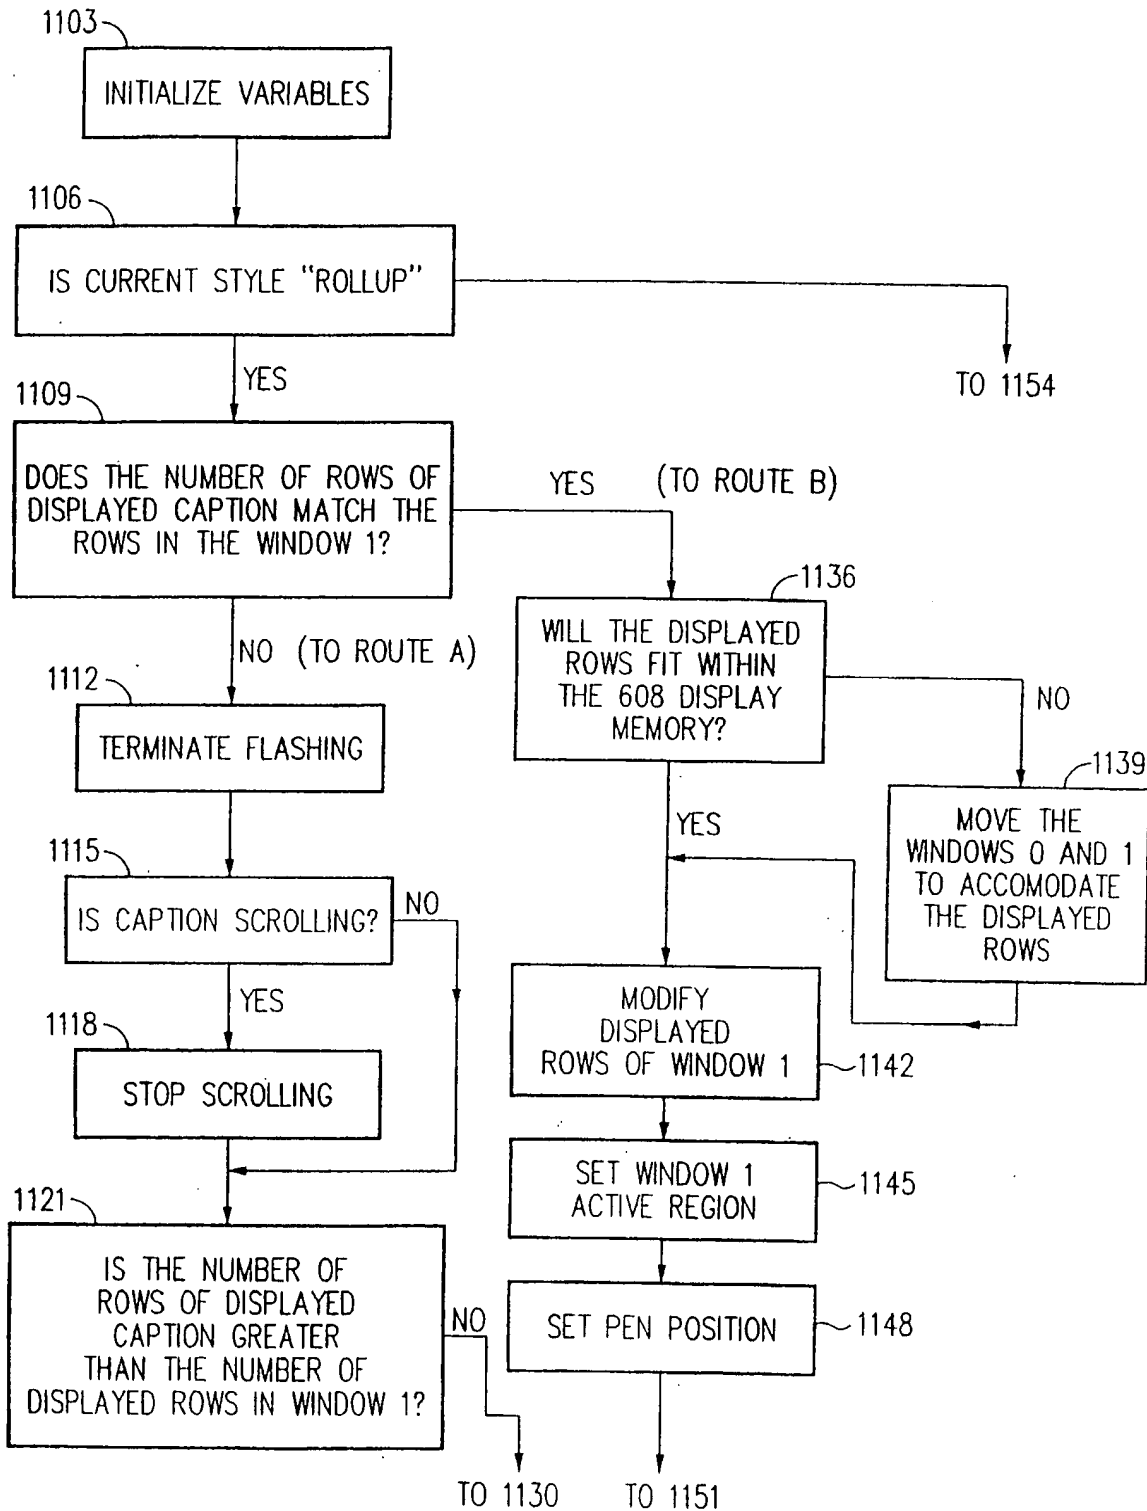 1103
INITIALIZE VARIABLES
1106
IS CURRENT STYLE "ROLLUP"
TO 1154
YES
1109
DOES THE NUMBER OF ROWS OF
DISPLAYED CAPTION MATCH THE
ROWS IN THE WINDOW 1?
YES (TO ROUTE B)
NO (TO ROUTE A)
1112
TERMINATE FLASHING
1115
IS CAPTION SCROLLING?
NO
YES
1118
STOP SCROLLING
1121
IS THE NUMBER OF
ROWS OF DISPLAYED
CAPTION GREATER
THAN THE NUMBER OF
DISPLAYED ROWS IN WINDOW 1?
NO
TO 1130
1136
WILL THE DISPLAYED
ROWS FIT WITHIN
THE 608 DISPLAY
MEMORY?
NO
YES
1139
MOVE THE
WINDOWS 0 AND 1
TO ACCOMODATE
THE DISPLAYED
ROWS
MODIFY
DISPLAYED
ROWS OF WINDOW 1
1142
SET WINDOW 1
ACTIVE REGION
1145
SET PEN POSITION
1148
TO 1151